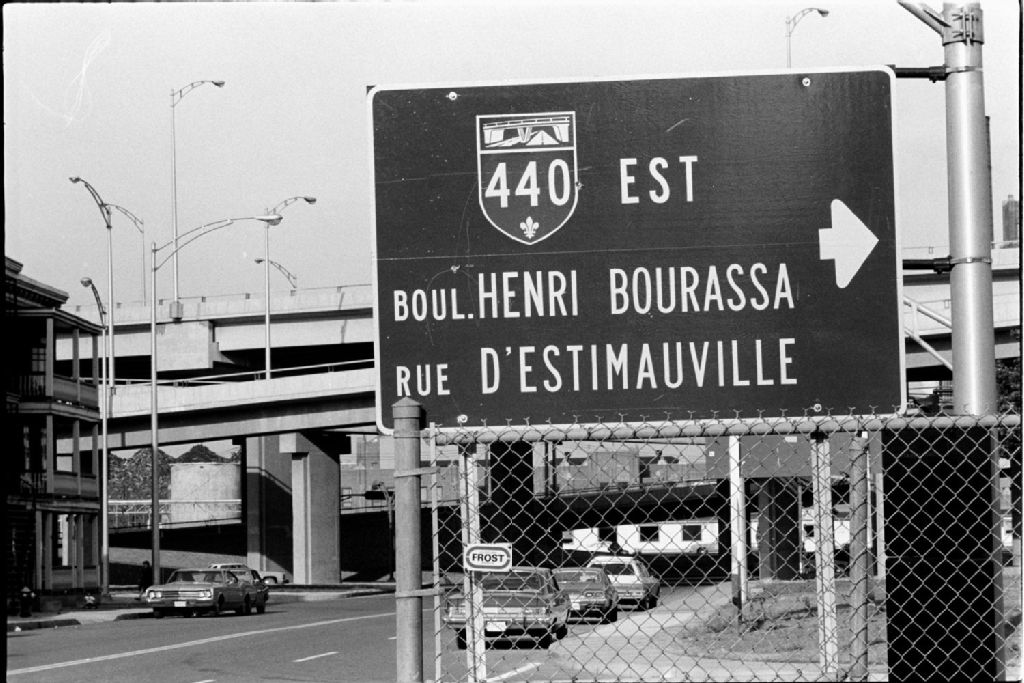 440 EST
BOUL. HENRI BOURASSA
RUE D'ESTIMAUVILLE
FROST